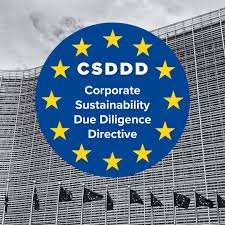 CSDDD
Corporate
Sustainability
Due Diligence
Directive